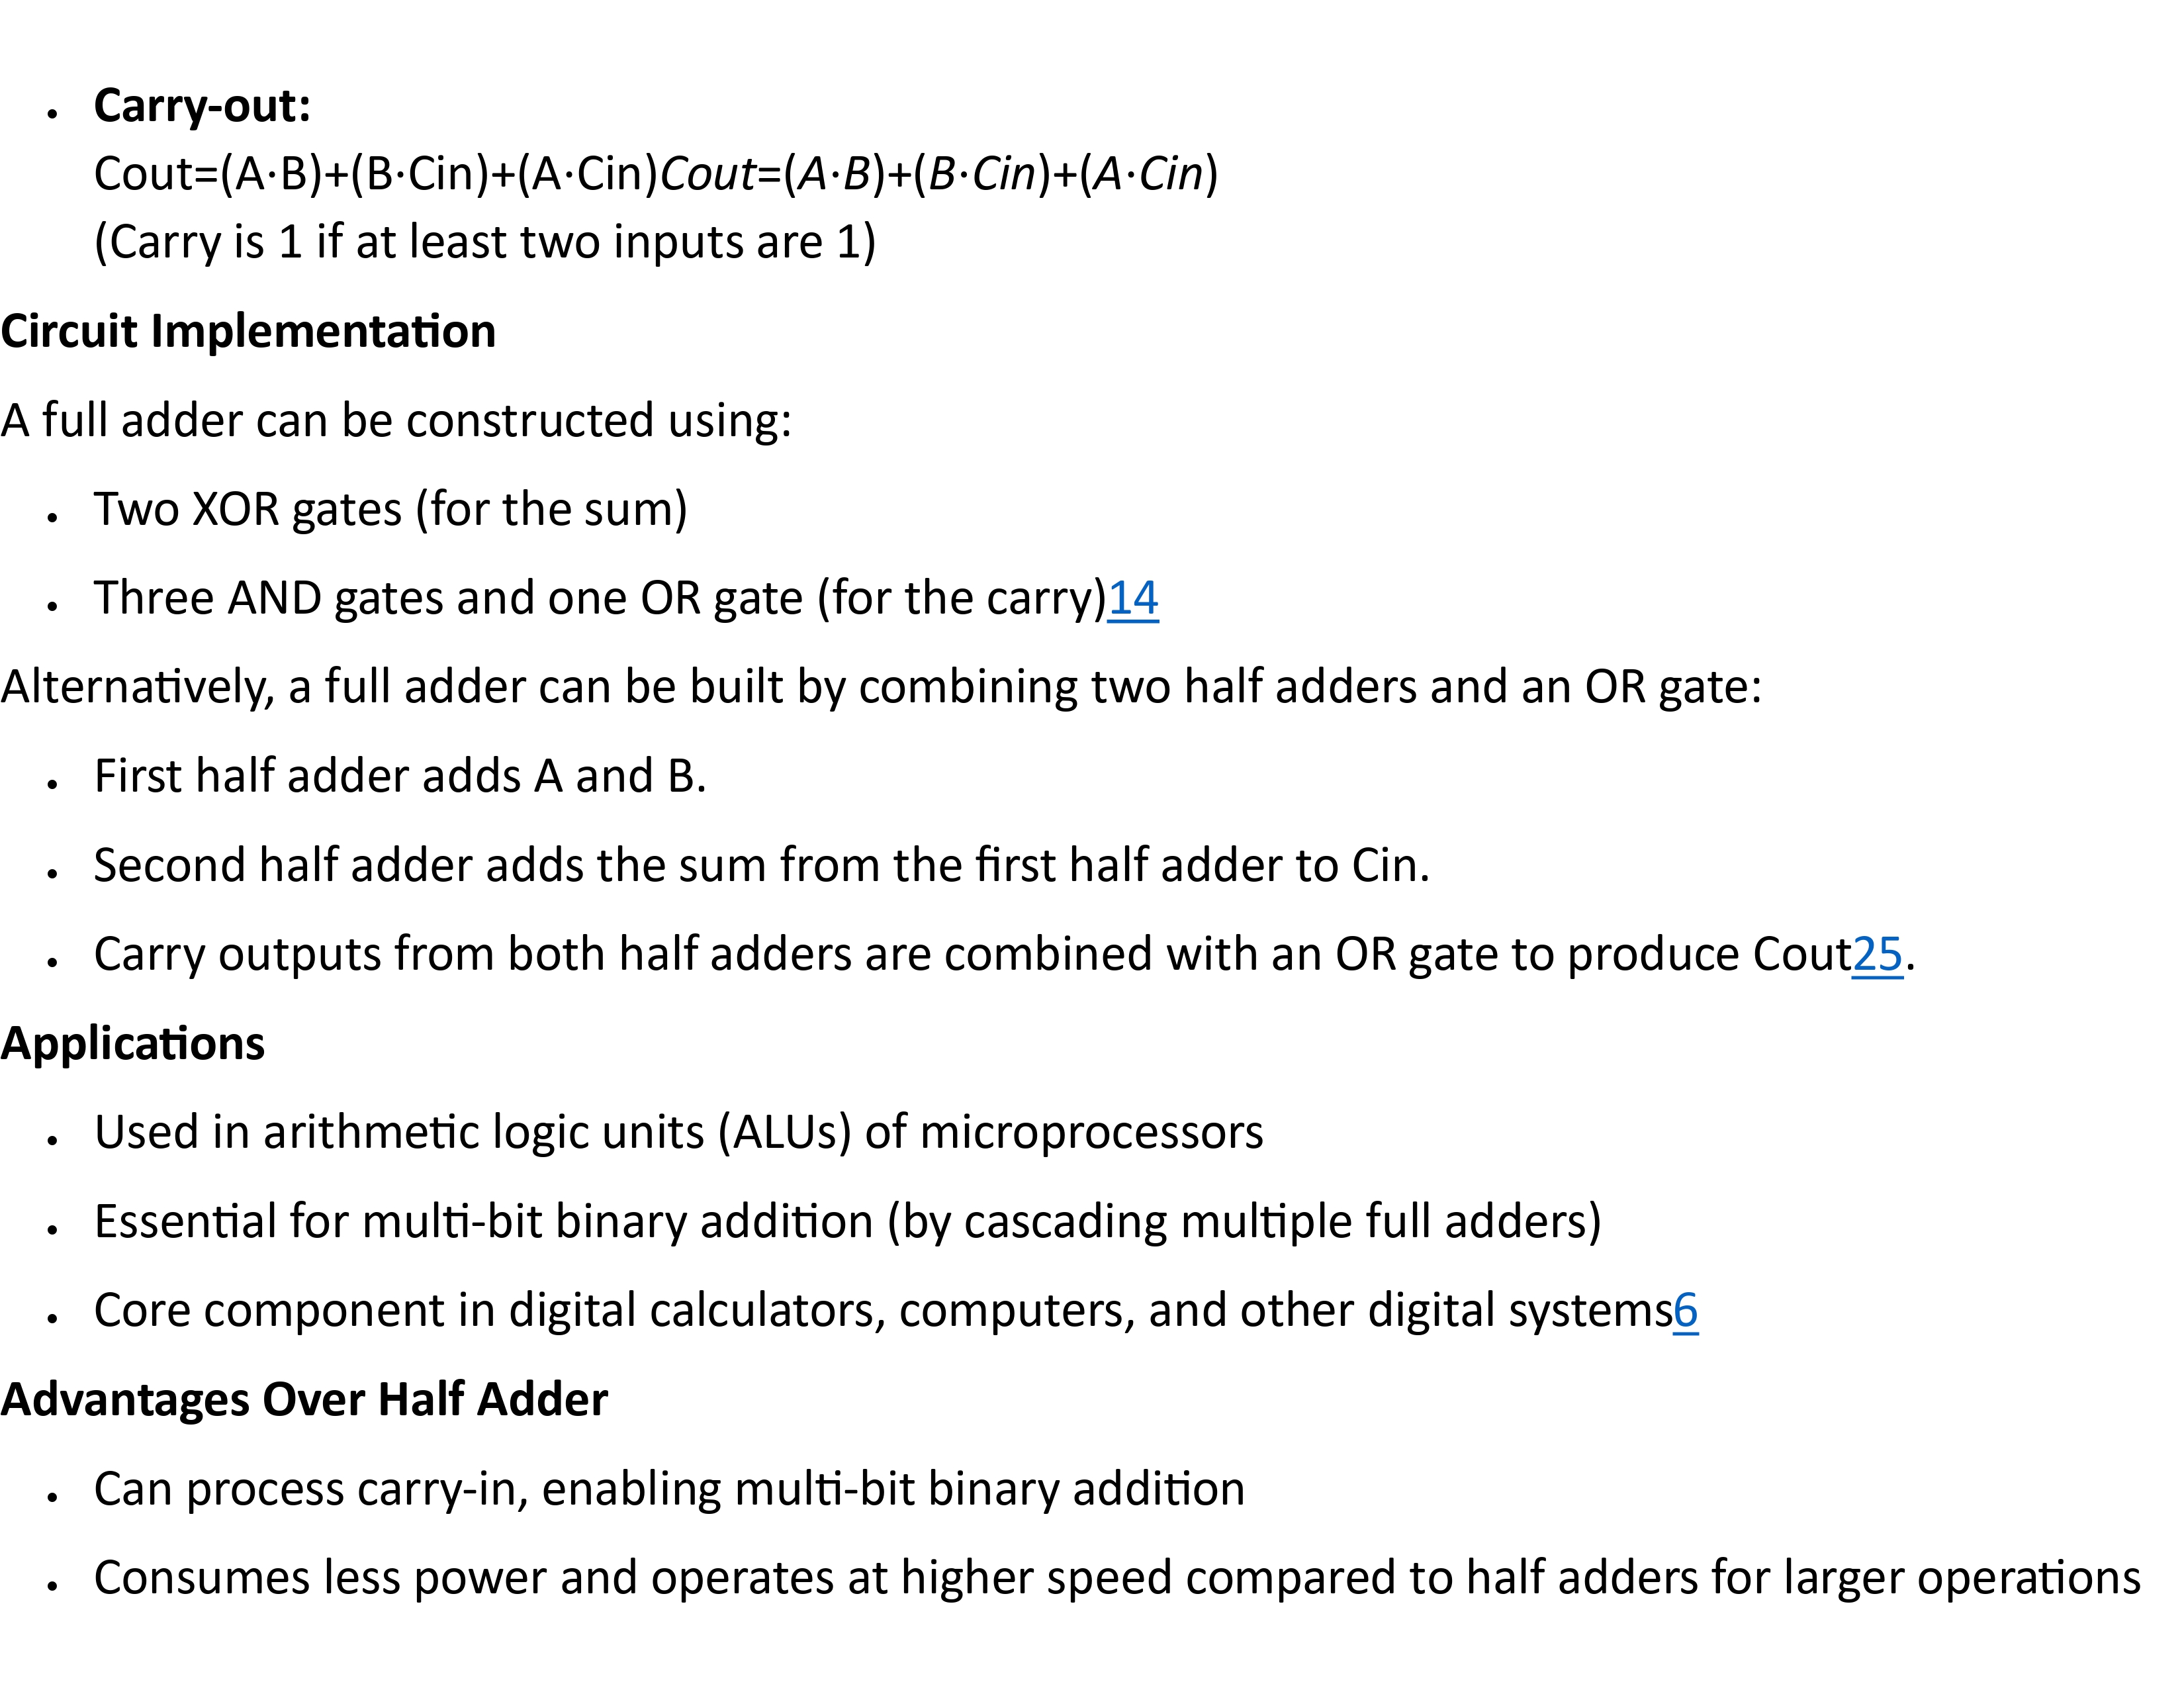 • Carry-out:
Cout=(A·B)+(B·Cin)+(A·Cin)Cout=(A·B)+(B·Cin)+(A·Cin)
(Carry is 1 if at least two inputs are 1)
Circuit Implementation
A full adder can be constructed using:
• Two XOR gates (for the sum)
• Three AND gates and one OR gate (for the carry)14
Alternatively, a full adder can be built by combining two half adders and an OR gate:
• First half adder adds A and B.
• Second half adder adds the sum from the first half adder to Cin.
• Carry outputs from both half adders are combined with an OR gate to produce Cout25.
Applications
• Used in arithmetic logic units (ALUs) of microprocessors
• Essential for multi-bit binary addition (by cascading multiple full adders)
• Core component in digital calculators, computers, and other digital systems6
Advantages Over Half Adder
• Can process carry-in, enabling multi-bit binary addition
• Consumes less power and operates at higher speed compared to half adders for larger operations